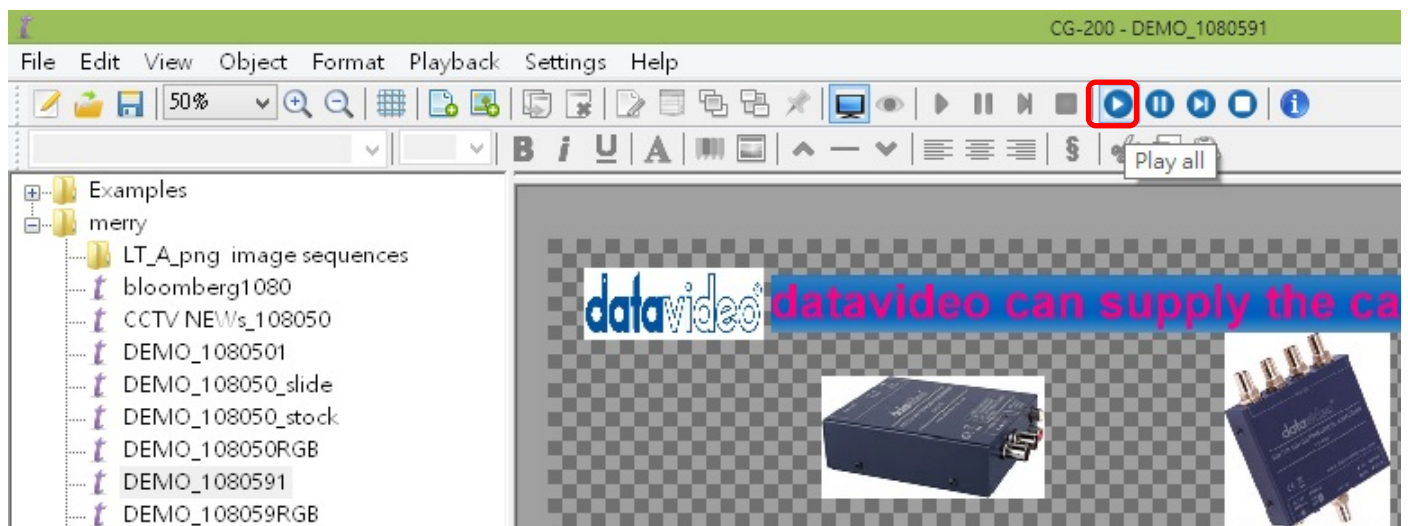 CG-200 - DEMO_1080591
File Edit View Object Format Playback Settings Help
50%
B i U A §
Play all
Examples
merry
LT_A_png image sequences
bloomberg1080
CCTV NEWs_108050
DEMO_1080501
DEMO_108050_slide
DEMO_108050_stock
DEMO_108050RGB
DEMO_1080591
DEMO_108059RGB
datavideo
datavideo can supply the ca
datavideo